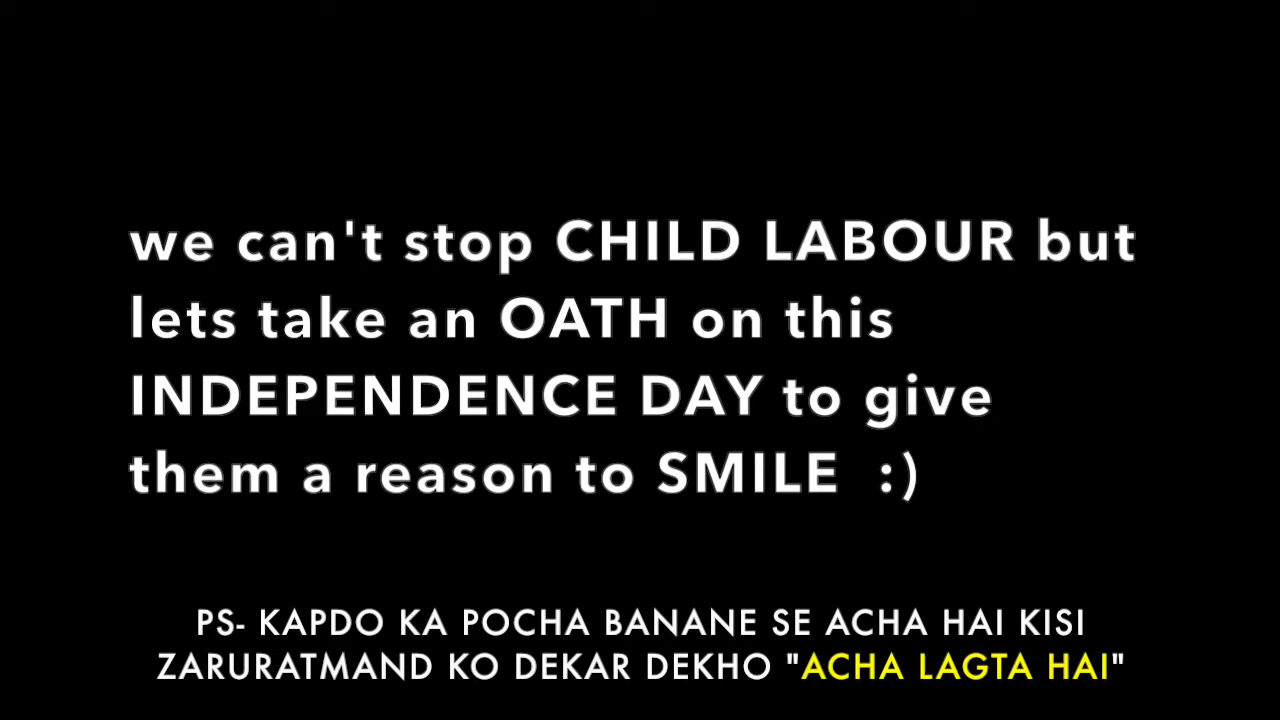 we can't stop CHILD LABOUR but
lets take an OATH on this
INDEPENDENCE DAY to give
them a reason to SMILE  :)
PS- KAPDO KA POCHA BANANE SE ACHA HAI KISI
ZARURATMAND KO DEKAR DEKHO "ACHA LAGTA HAI"